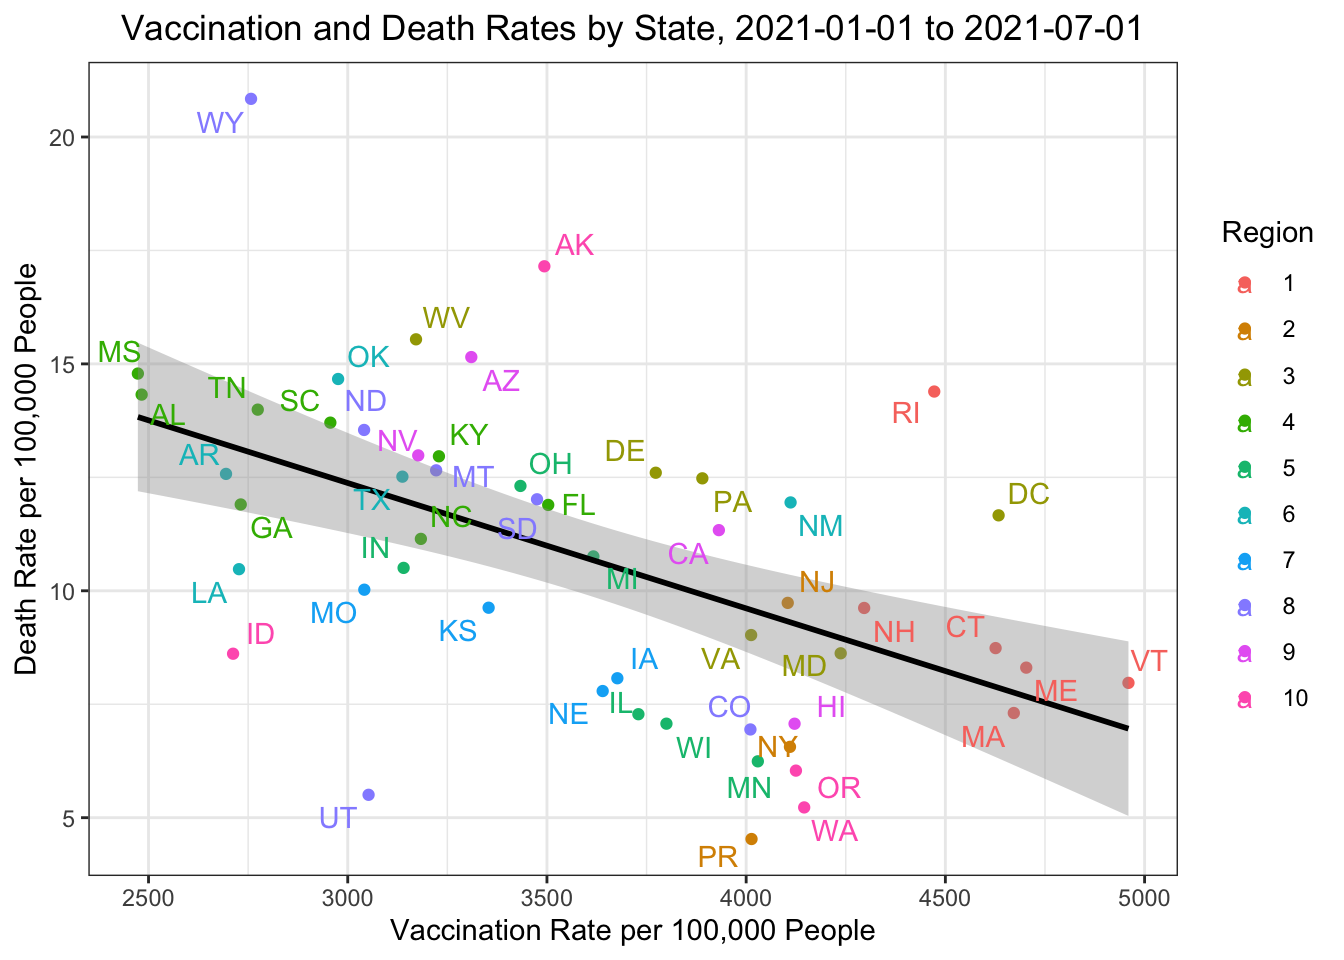 Vaccination and Death Rates by State, 2021-01-01 to 2021-07-01
Death Rate per 100,000 People
20
15
10
5
WY
AK
WV
MS
OK
AZ
TN
SC
ND
RI
AL
NV
KY
AR
DE
OH
MT
TX
PA
DC
FL
NC
GA
SD
NM
IN
CA
LA
MI
NJ
MO
KS
NH
CT
ID
IA
VA
MD
VT
ME
NE
IL
CO
HI
MA
WI
NY
MN
OR
UT
WA
PR
2500 3000 3500 4000 4500 5000
Vaccination Rate per 100,000 People
Region
a 1
a 2
a 3
a 4
a 5
a 6
a 7
a 8
a 9
a 10